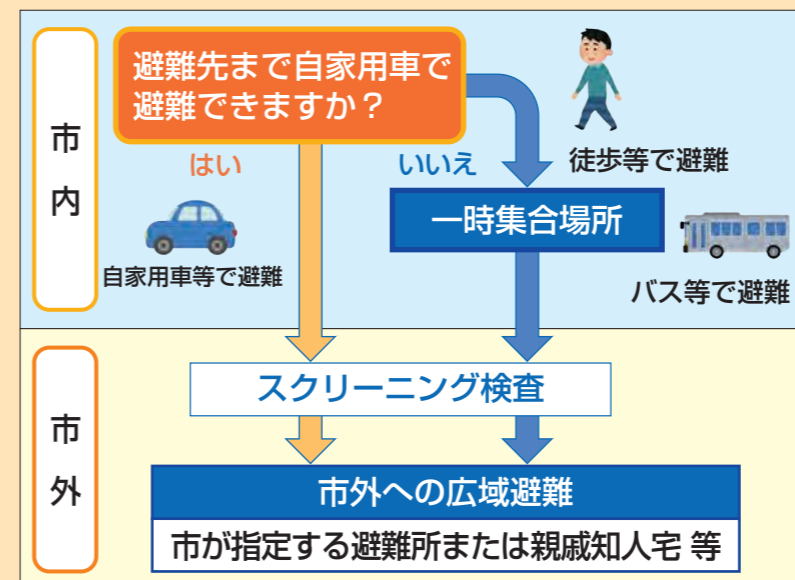 市内
避難先まで自家用車で
避難できますか？
はい
いいえ
徒歩等で避難
一時集合場所
自家用車等で避難
バス等で避難
市外
スクリーニング検査
市外への広域避難
市が指定する避難所または親戚知人宅 等